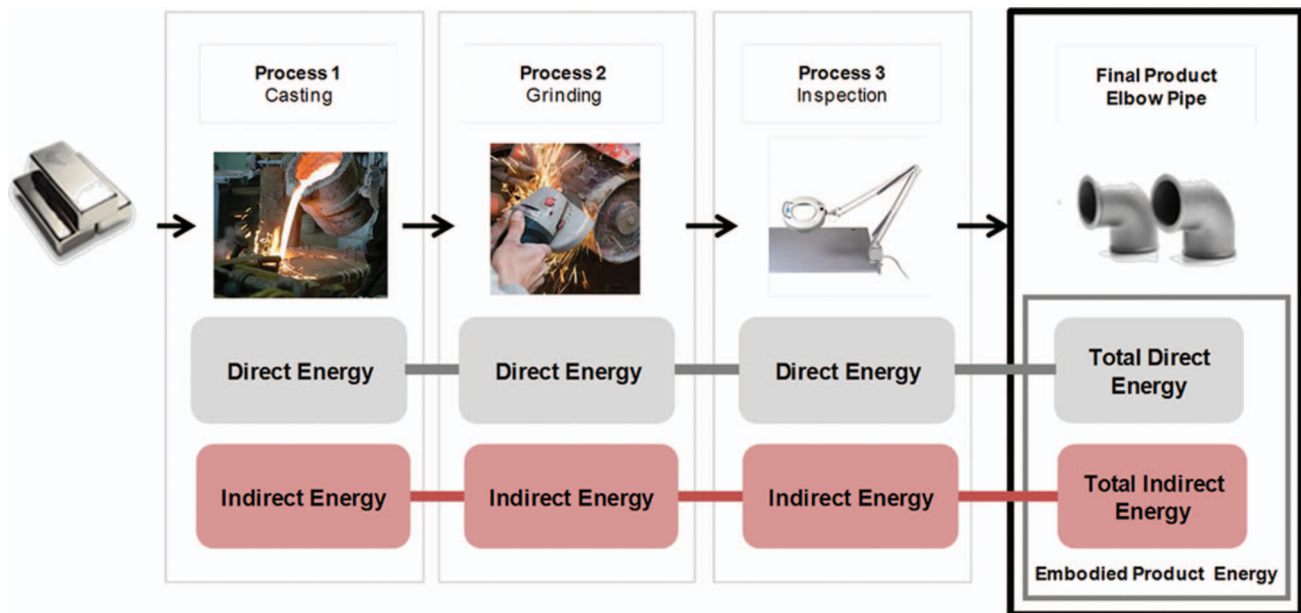 Process 1
Casting
Process 2
Grinding
Process 3
Inspection
Final Product
Elbow Pipe
Direct Energy
Direct Energy
Direct Energy
Total Direct
Energy
Indirect Energy
Indirect Energy
Indirect Energy
Total Indirect
Energy
Embodied Product Energy